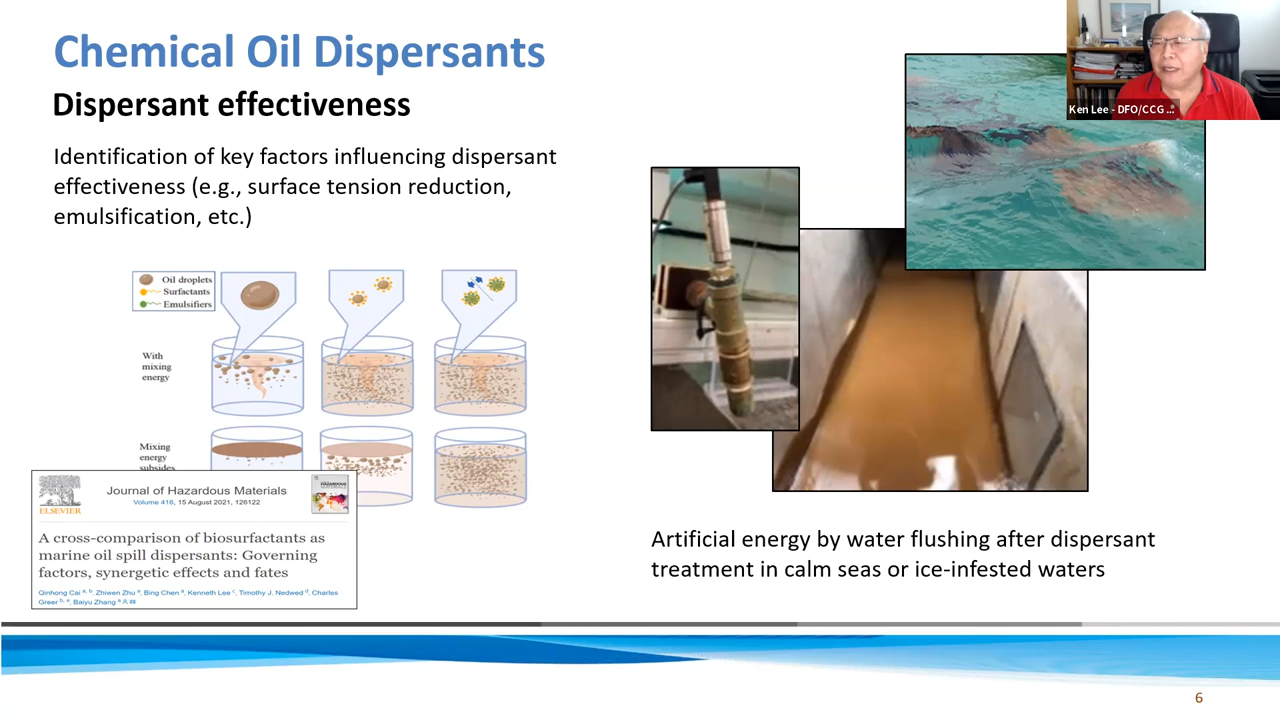 Chemical Oil Dispersants
Dispersant effectiveness
Identification of key factors influencing dispersant
effectiveness (e.g., surface tension reduction,
emulsification, etc.)
Oil droplets
Surfactants
Emulsifiers
With
mixing
energy
Mixing
energy
subsides
ELSEVIER
Journal of Hazardous Materials
Volume 416, 15 August 2021, 126122
A cross-comparison of biosurfactants as
marine oil spill dispersants: Governing
factors, synergetic effects and fates
Qinhong Cai a, b, Zhiwen Zhu a, Bing Chen a, Kenneth Lee c, Timothy J. Nedwed d, Charles
Greer b, e, Baiyu Zhang a
Ken Lee - DFO/CCG ...
Artificial energy by water flushing after dispersant
treatment in calm seas or ice-infested waters
6